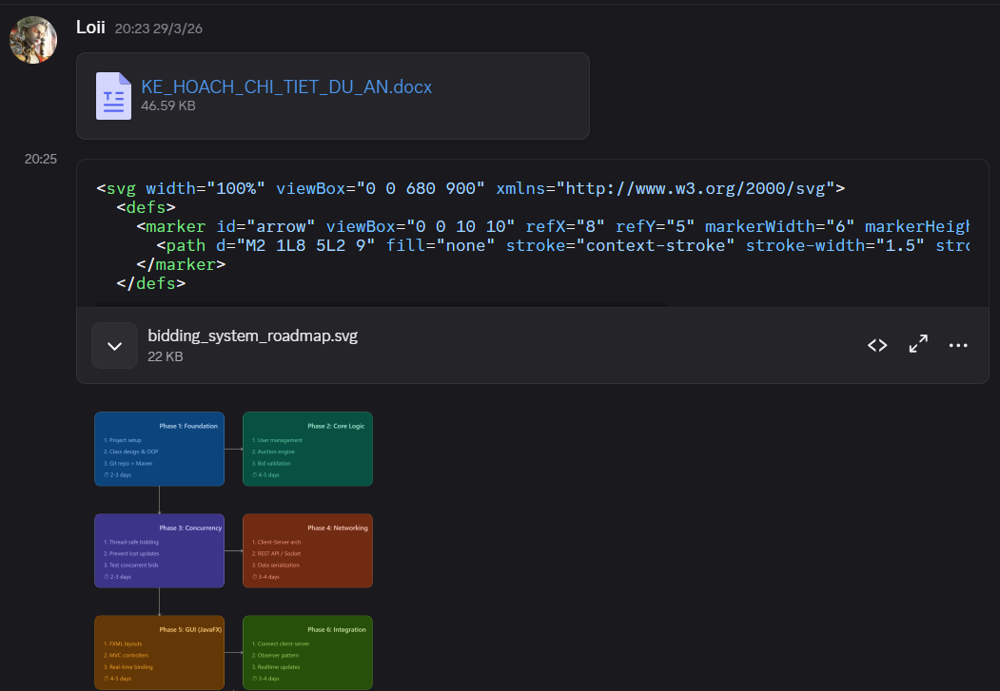 Loii 20:23 29/3/26
KE_HOACH_CHI_TIET_DU_AN.docx
46.59 KB
20:25
<svg width="100%" viewBox="0 0 680 900" xmlns="http://www.w3.org/2000/svg">
<defs>
<marker id="arrow" viewBox="0 0 10 10" refX="8" refY="5" markerWidth="6" markerHeigh
<path d="M2 1L8 5L2 9" fill="none" stroke="context-stroke" stroke-width="1.5" stro
</marker>
</defs>
bidding_system_roadmap.svg
22 KB
Phase 1: Foundation
1. Project setup
2. Class design & OOP
3. Git repo + Maven
⏱ 2-3 days
Phase 2: Core Logic
1. User management
2. Auction engine
3. Bid validation
⏱ 4-5 days
Phase 3: Concurrency
1. Thread-safe bidding
2. Prevent lost updates
3. Test concurrent bids
⏱ 2-3 days
Phase 4: Networking
1. Client-Server arch
2. REST API / Socket
3. Data serialization
⏱ 3-4 days
Phase 5: GUI (JavaFX)
1. FXML layouts
2. MVC controllers
3. Real-time binding
⏱ 4-5 days
Phase 6: Integration
1. Connect client-server
2. Observer pattern
3. Realtime updates
⏱ 3-4 days